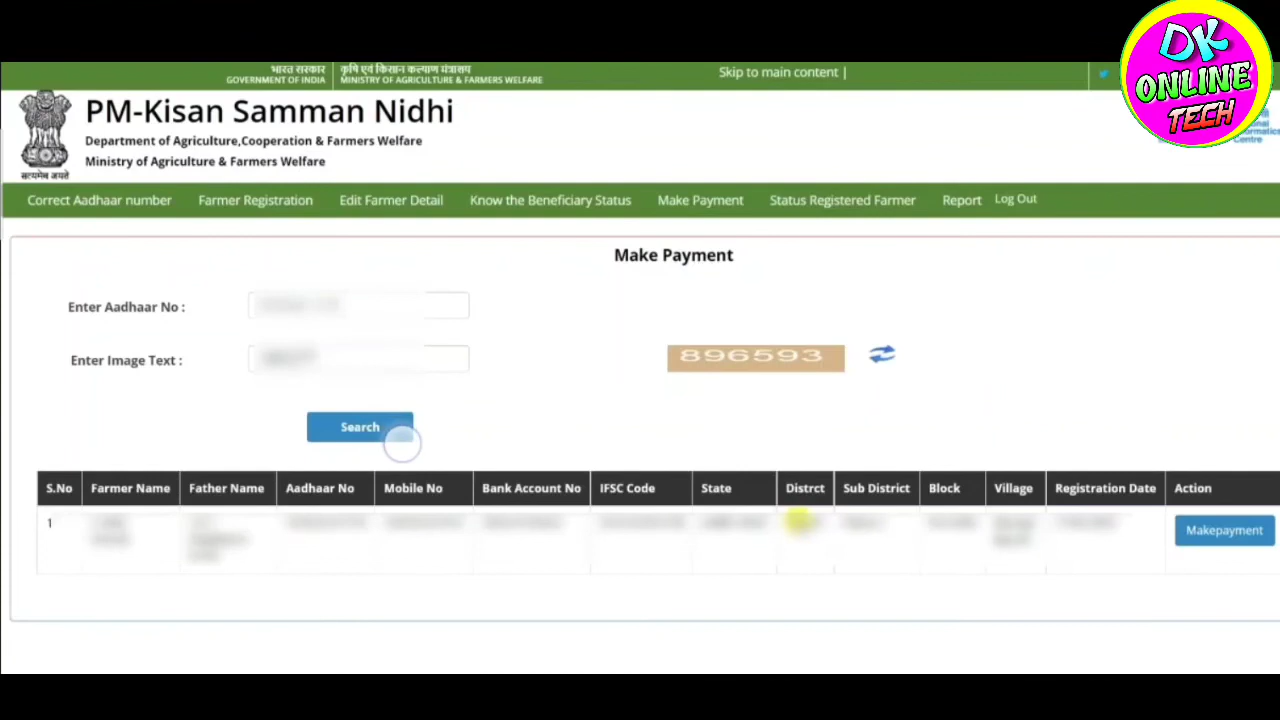 DK
ONLINE
TECH
भारत सरकार
GOVERNMENT OF INDIA
कृषि एवं किसान कल्याण मंत्रालय
MINISTRY OF AGRICULTURE & FARMERS WELFARE
Skip to main content |
सत्यमेव जयते
PM-Kisan Samman Nidhi
Department of Agriculture,Cooperation & Farmers Welfare
Ministry of Agriculture & Farmers Welfare
Centre
Correct Aadhaar number Farmer Registration Edit Farmer Detail Know the Beneficiary Status Make Payment Status Registered Farmer Report Log Out
Make Payment
Enter Aadhaar No :
Enter Image Text :
896593
Search
S.No Farmer Name Father Name Aadhaar No Mobile No Bank Account No IFSC Code State Distrct Sub District Block Village Registration Date Action
1 Makepayment